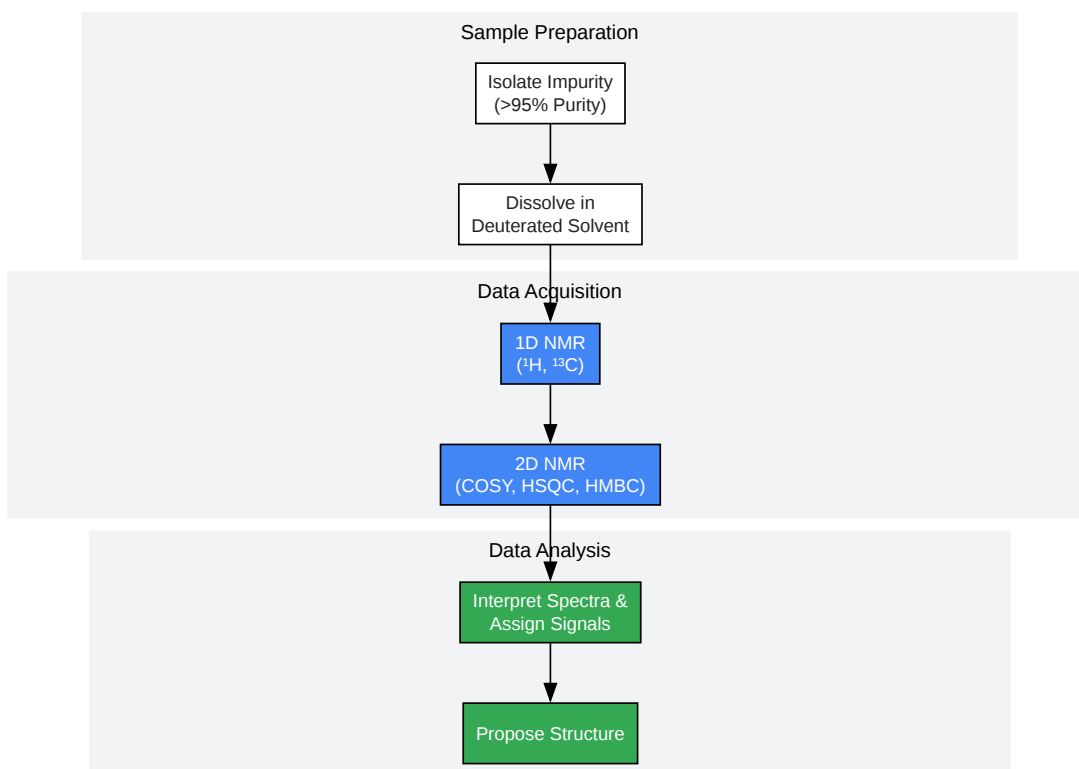 Sample Preparation
Isolate Impurity
(>95% Purity)
Dissolve in
Deuterated Solvent
Data Acquisition
1D NMR
(¹H, ¹³C)
2D NMR
(COSY, HSQC, HMBC)
Data Analysis
Interpret Spectra &
Assign Signals
Propose Structure